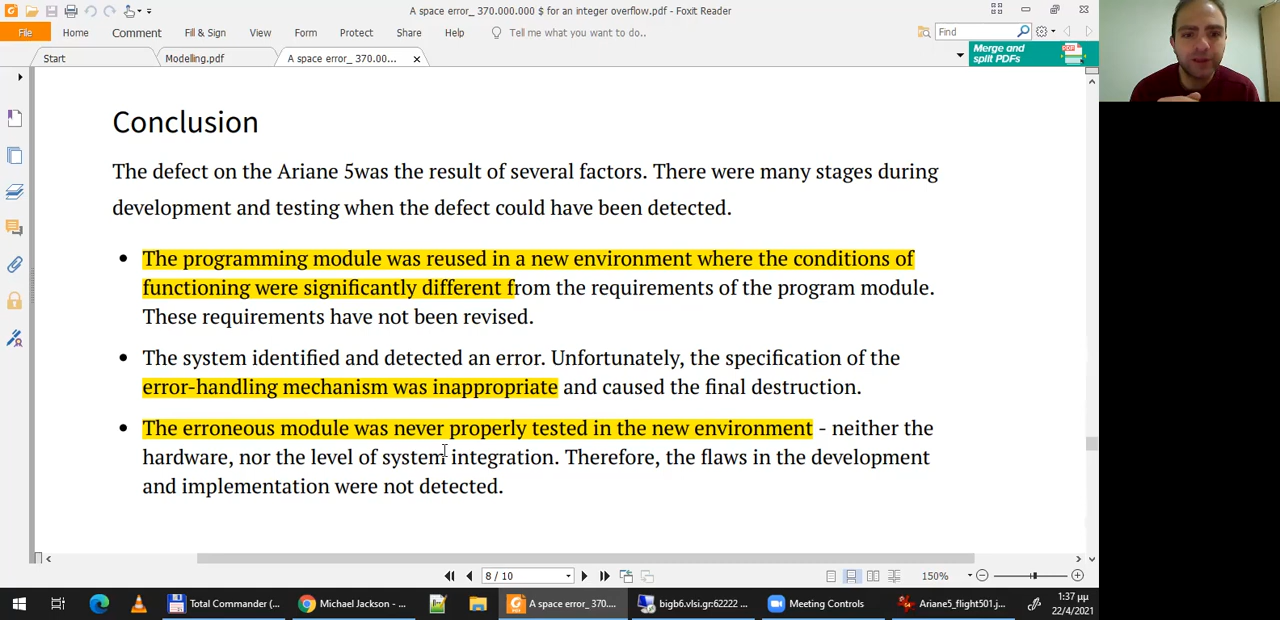 A space error_ 370.000.000 $ for an integer overflow.pdf - Foxit Reader
File Home Comment Fill & Sign View Form Protect Share Help Tell me what you want to do.. Find
Start Modelling.pdf A space error_ 370.00... Merge and
split PDFs
PDF
Conclusion
The defect on the Ariane 5was the result of several factors. There were many stages during
development and testing when the defect could have been detected.
• The programming module was reused in a new environment where the conditions of
functioning were significantly different from the requirements of the program module.
These requirements have not been revised.
• The system identified and detected an error. Unfortunately, the specification of the
error-handling mechanism was inappropriate and caused the final destruction.
• The erroneous module was never properly tested in the new environment - neither the
hardware, nor the level of system integration. Therefore, the flaws in the development
and implementation were not detected.
8 / 10 150%
Total Commander (... Michael Jackson - ... A space error_ 370.... bigb6.vlsi.gr:62222 ... Meeting Controls Ariane5_flight501.j... 1:37 μμ
22/4/2021